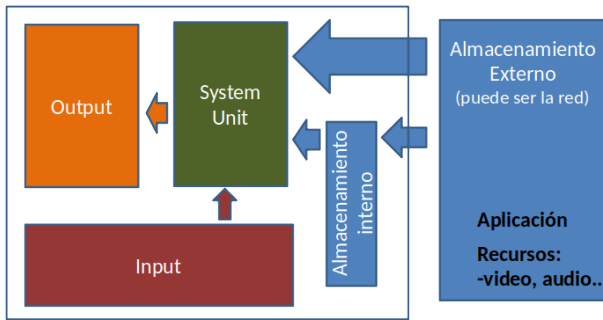 Output
System
Unit
Input
Almacenamiento
interno
Almacenamiento
Externo
(puede ser la red)
Aplicación
Recursos:
-video, audio..